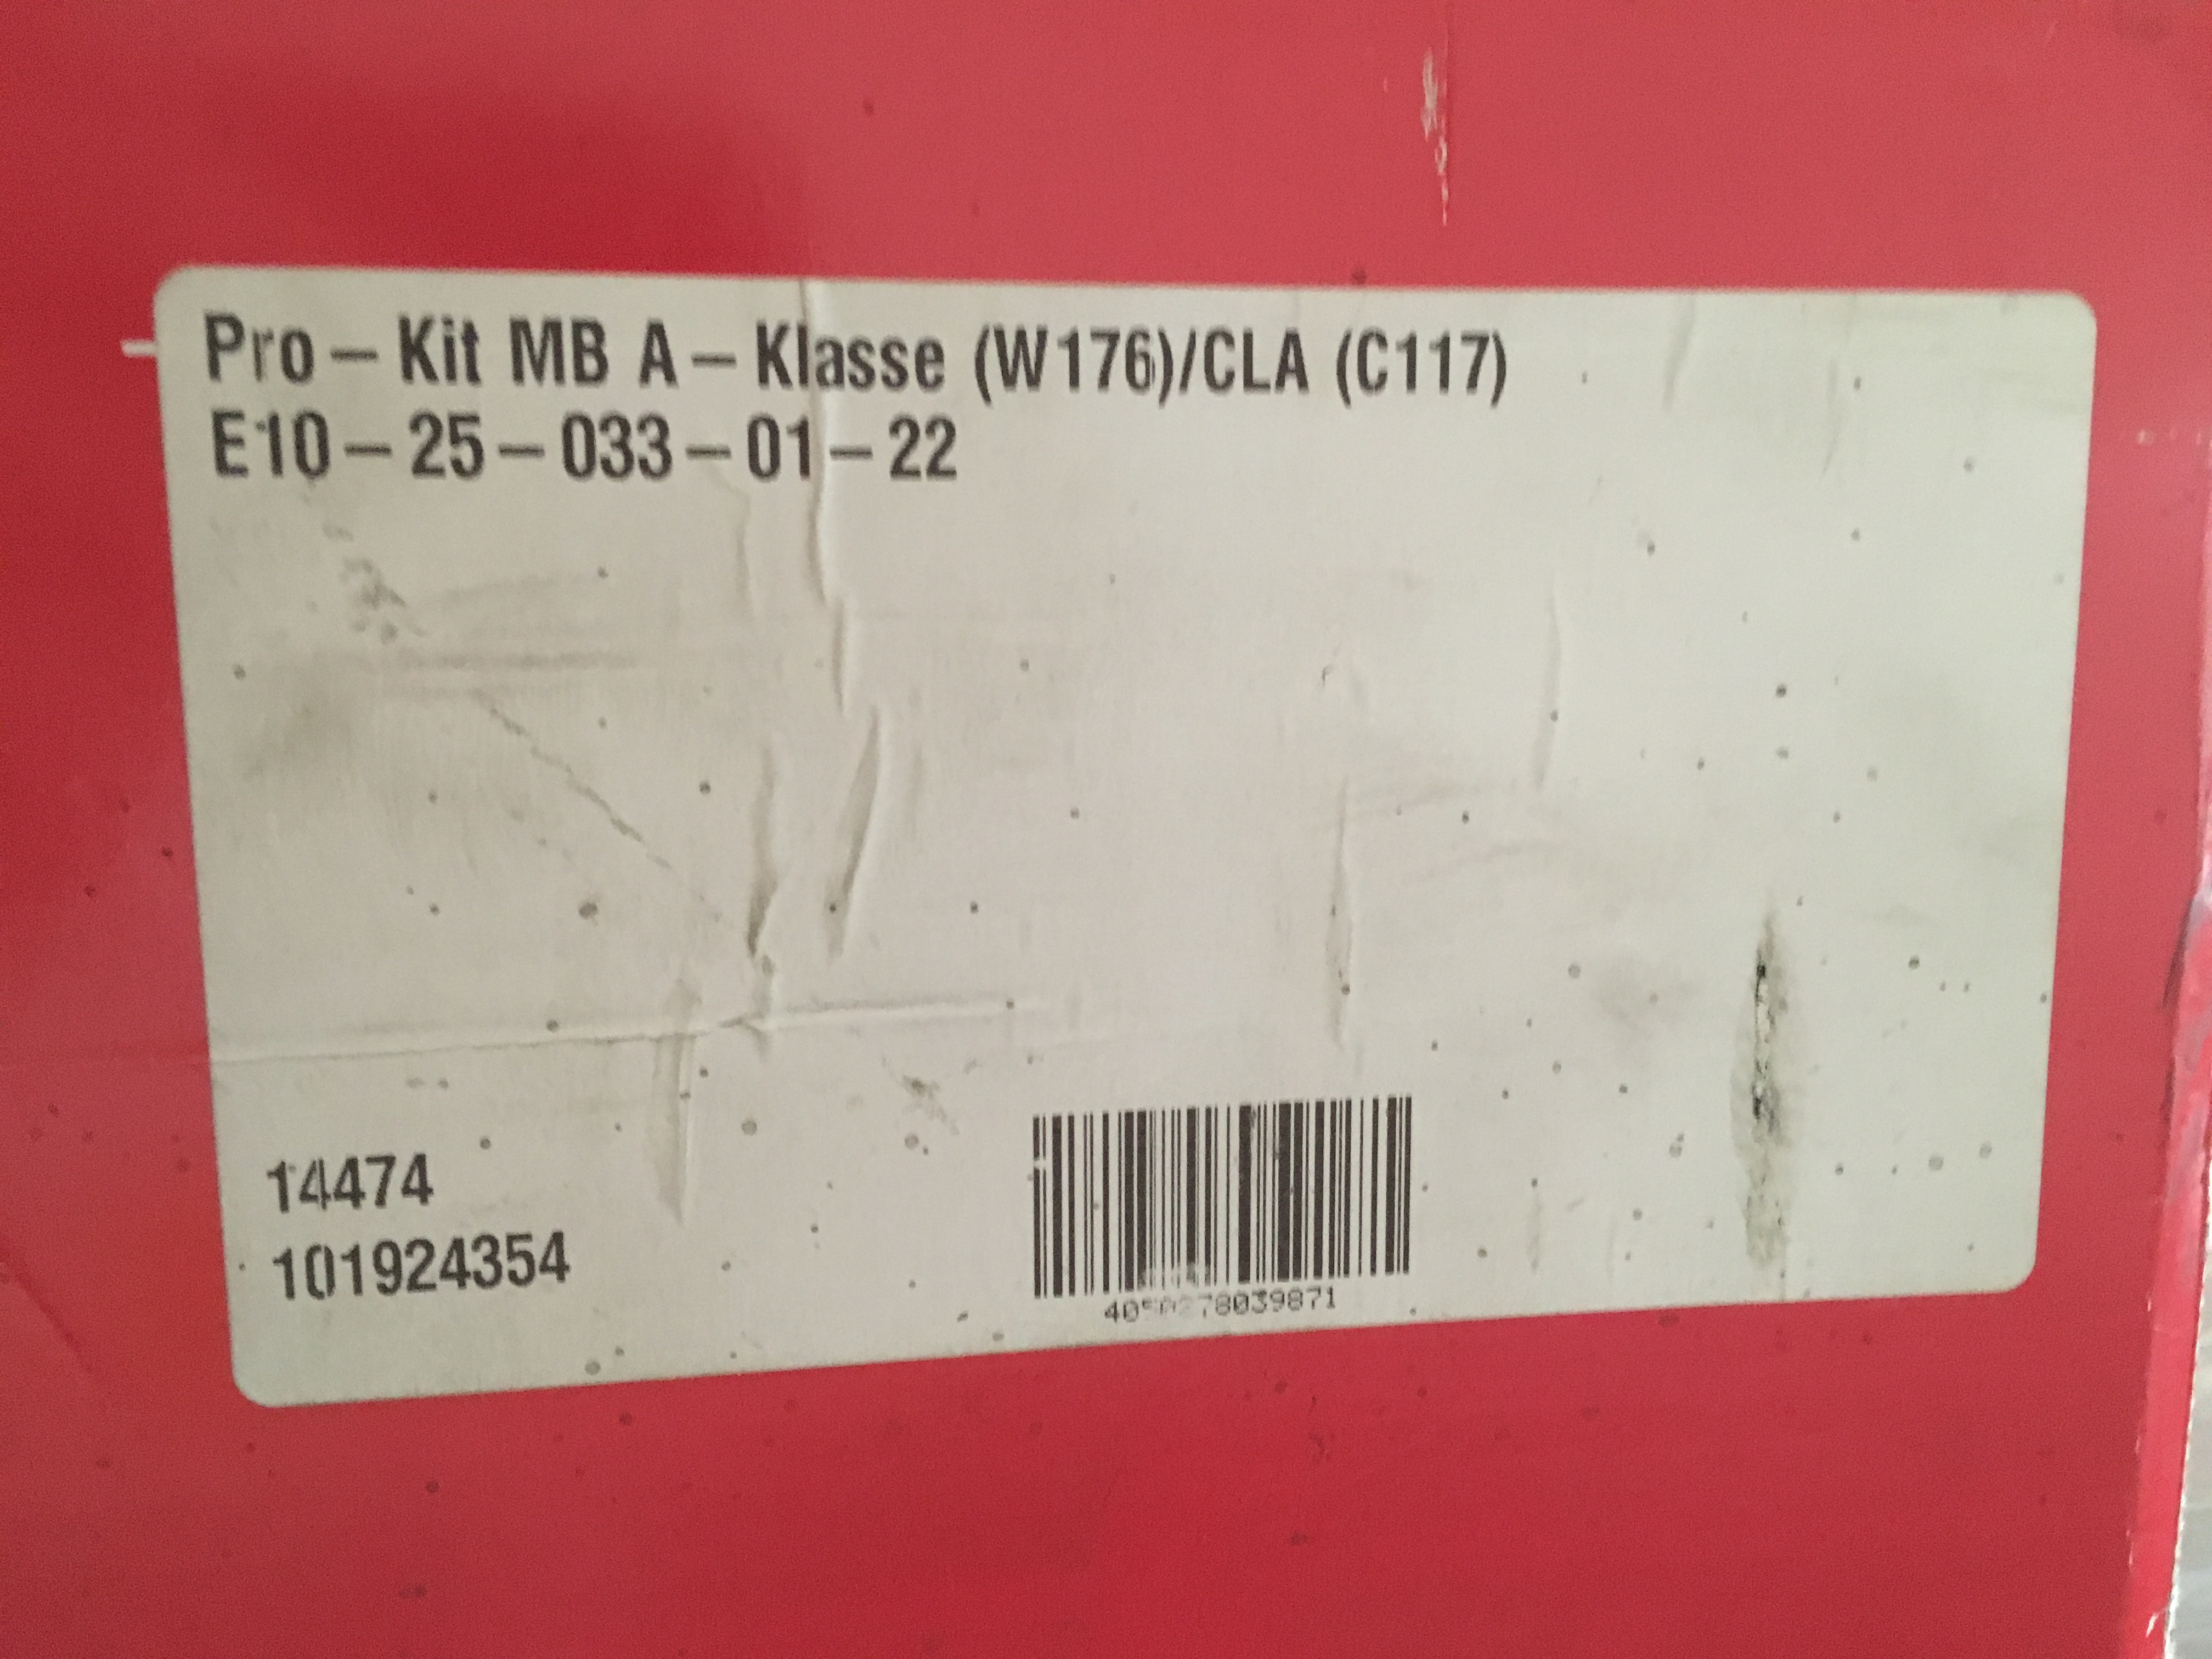 Pro – Kit MB A – Klasse (W176)/CLA (C117)
E10 – 25 – 033 – 01 – 22
14474
101924354